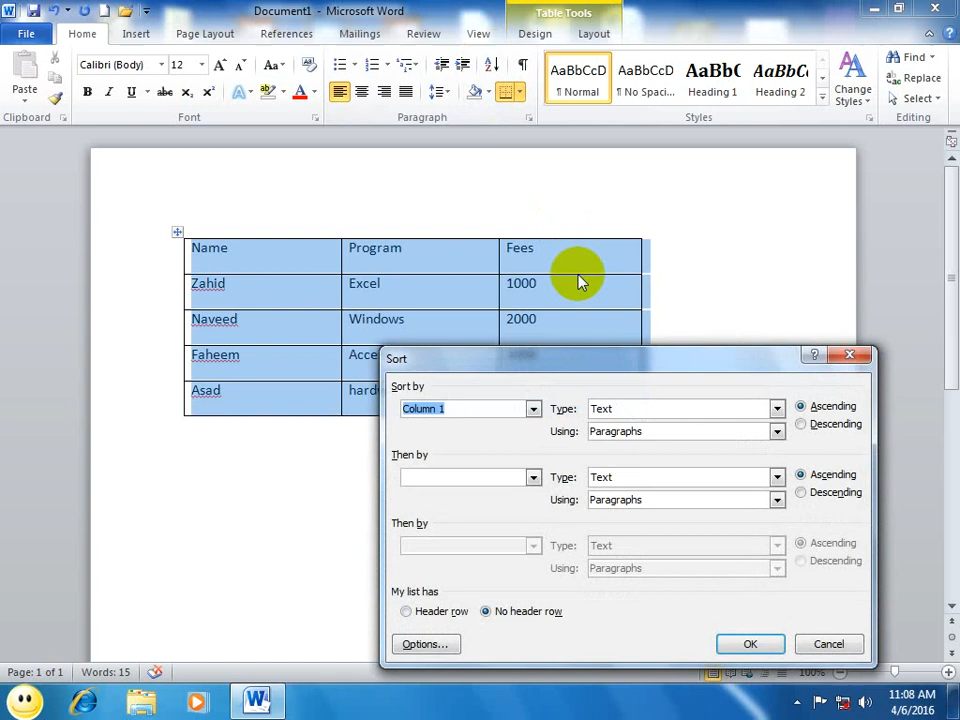 Document1 - Microsoft Word
Table Tools
File Home Insert Page Layout References Mailings Review View Design Layout
Calibri (Body) 12
Paste
Clipboard
Font
Paragraph
AaBbCcD AaBbCcD AaBbC AaBbCc
¶ Normal ¶ No Spaci... Heading 1 Heading 2
Change Styles
Styles
Find
Replace
Select
Editing
Name Program Fees
Zahid Excel 1000
Naveed Windows 2000
Faheem Acce
Asad hard
Sort
Sort by
Column 1 Type: Text Ascending
Using: Paragraphs Descending
Then by
Type: Text Ascending
Using: Paragraphs Descending
Then by
Type: Text Ascending
Using: Paragraphs Descending
My list has
Header row No header row
Options... OK Cancel
Page: 1 of 1 Words: 15 100%
11:08 AM
4/6/2016